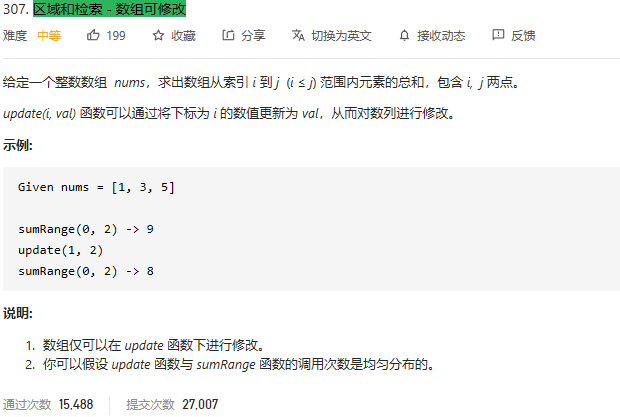 307. 区域和检索 - 数组可修改
难度 中等 199 收藏 分享 切换为英文 接收动态 反馈
给定一个整数数组 nums，求出数组从索引 i 到 j (i ≤ j) 范围内元素的总和，包含 i, j 两点。
update(i, val) 函数可以通过将下标为 i 的数值更新为 val，从而对数列进行修改。
示例:
Given nums = [1, 3, 5]
sumRange(0, 2) -> 9
update(1, 2)
sumRange(0, 2) -> 8
说明:
1. 数组仅可以在 update 函数下进行修改。
2. 你可以假设 update 函数与 sumRange 函数的调用次数是均匀分布的。
通过次数 15,488 提交次数 27,007